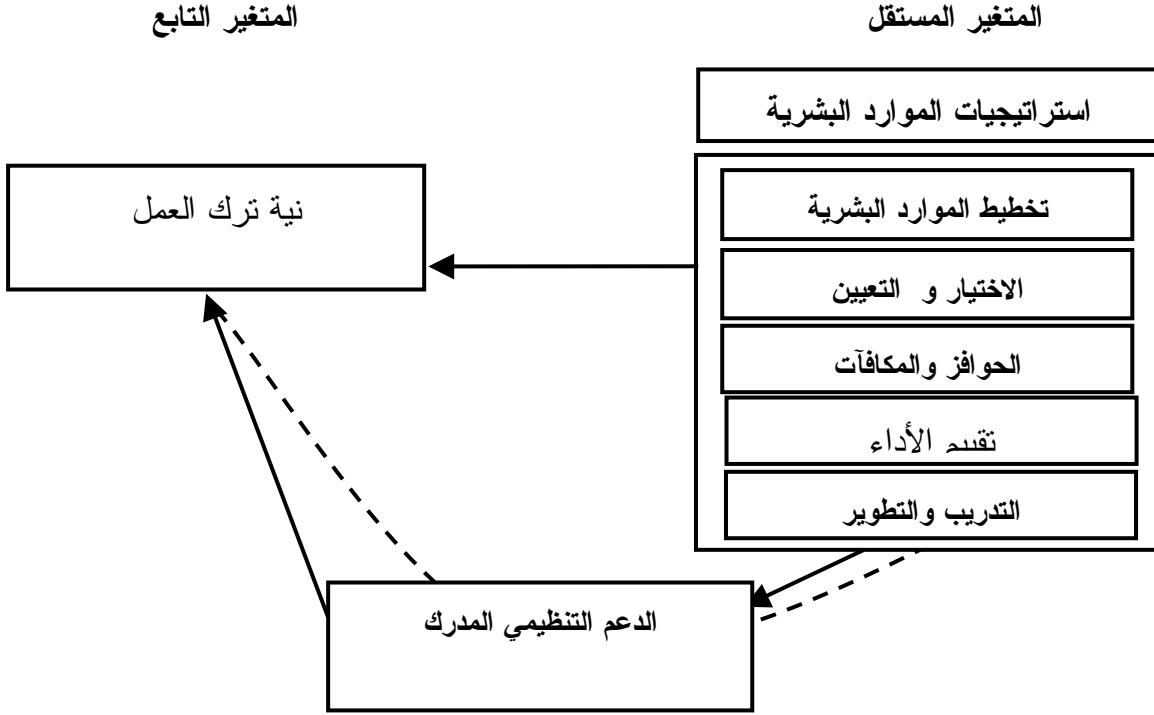 المتغير المستقل
المتغير التابع
استراتيجيات الموارد البشرية
تخطيط الموارد البشرية
الاختيار و التعيين
الحوافز والمكافآت
تقييم الأداء
التدريب والتطوير
نية ترك العمل
الدعم التنظيمي المدرك